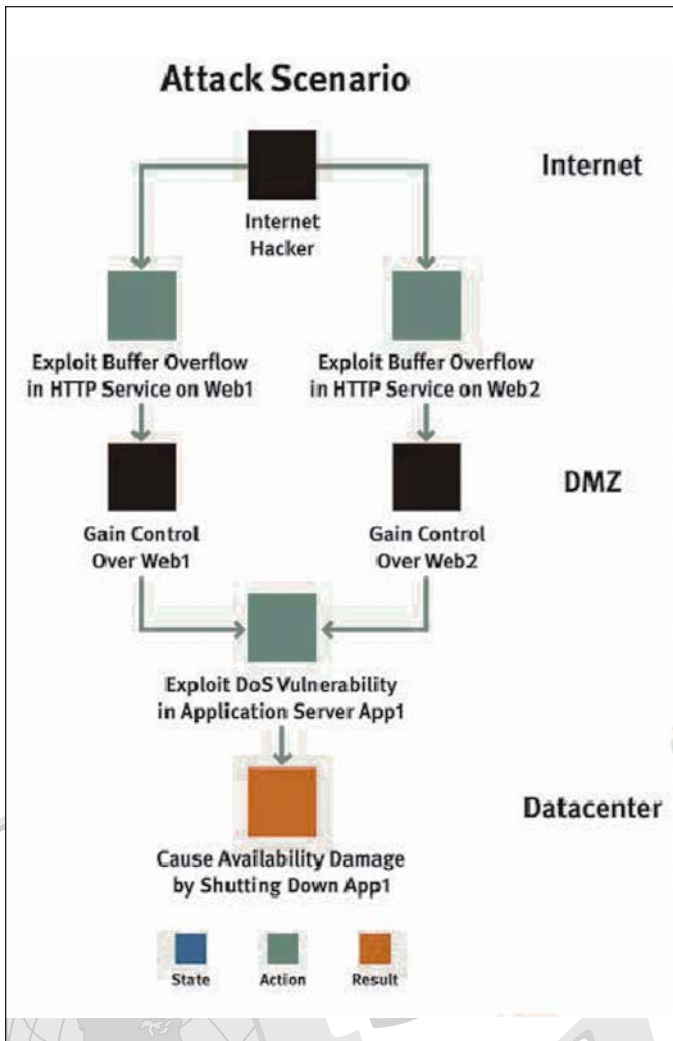 Attack Scenario
Internet
Internet
Hacker
Exploit Buffer Overflow
in HTTP Service on Web1
Exploit Buffer Overflow
in HTTP Service on Web2
DMZ
Gain Control
Over Web1
Gain Control
Over Web2
Exploit DoS Vulnerability
in Application Server App1
Datacenter
Cause Availability Damage
by Shutting Down App1
State
Action
Result